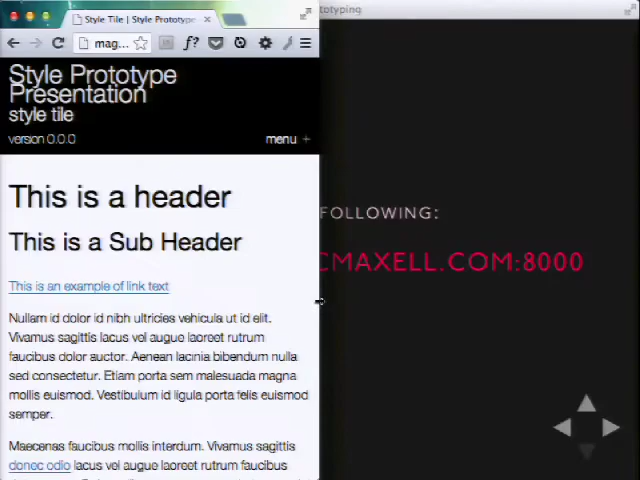 Style Tile | Style Prototype
totyping
mag...
f?
Style Prototype
Presentation
style tile
version 0.0.0
menu +
This is a header
This is a Sub Header
This is an example of link text
Nullam id dolor id nibh ultricies vehicula ut id elit.
Vivamus sagittis lacus vel augue laoreet rutrum
faucibus dolor auctor. Aenean lacinia bibendum nulla
sed consectetur. Etiam porta sem malesuada magna
mollis euismod. Vestibulum id ligula porta felis euismod
semper.
Maecenas faucibus mollis interdum. Vivamus sagittis
donec odio lacus vel augue laoreet rutrum faucibus
FOLLOWING:
CMAXELL.COM:8000